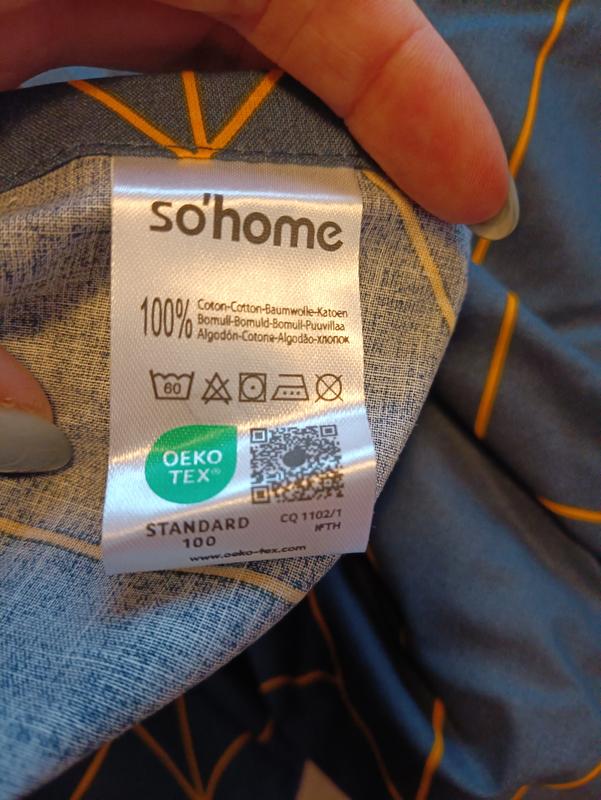 so'home
100% Coton-Cotton-Baumwolle-Katoen
Bomull-Bomuld-Bomull-Puuvillaa
Algodón-Cotone-Algodão-хлопок
60
OEKO
TEX®
STANDARD
100
CQ 1102/1
IFTH
www.oeko-tex.com